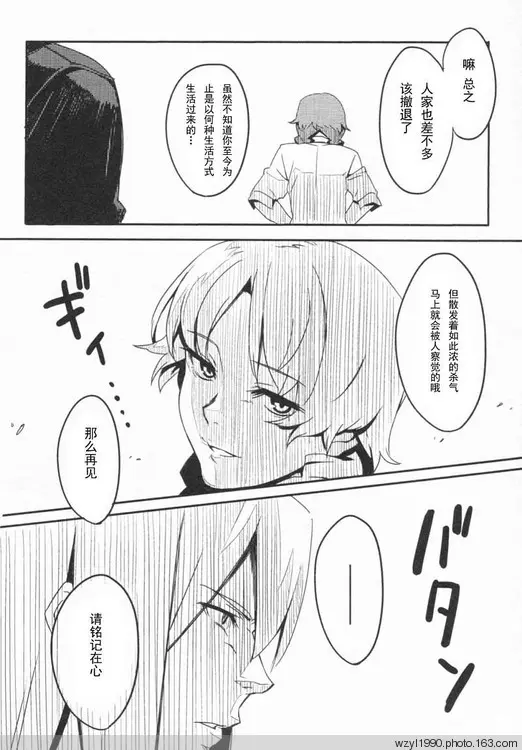 嘛 总之
人家也差不多
该撤退了
虽然不知道你至今为
止是以何种生活方式
生活过来的…
但散发着如此浓的杀气
马上就会被人察觉的哦
ギィ…
那么再见
バタン
——
请铭记在心
wzyl1990.photo.163.com